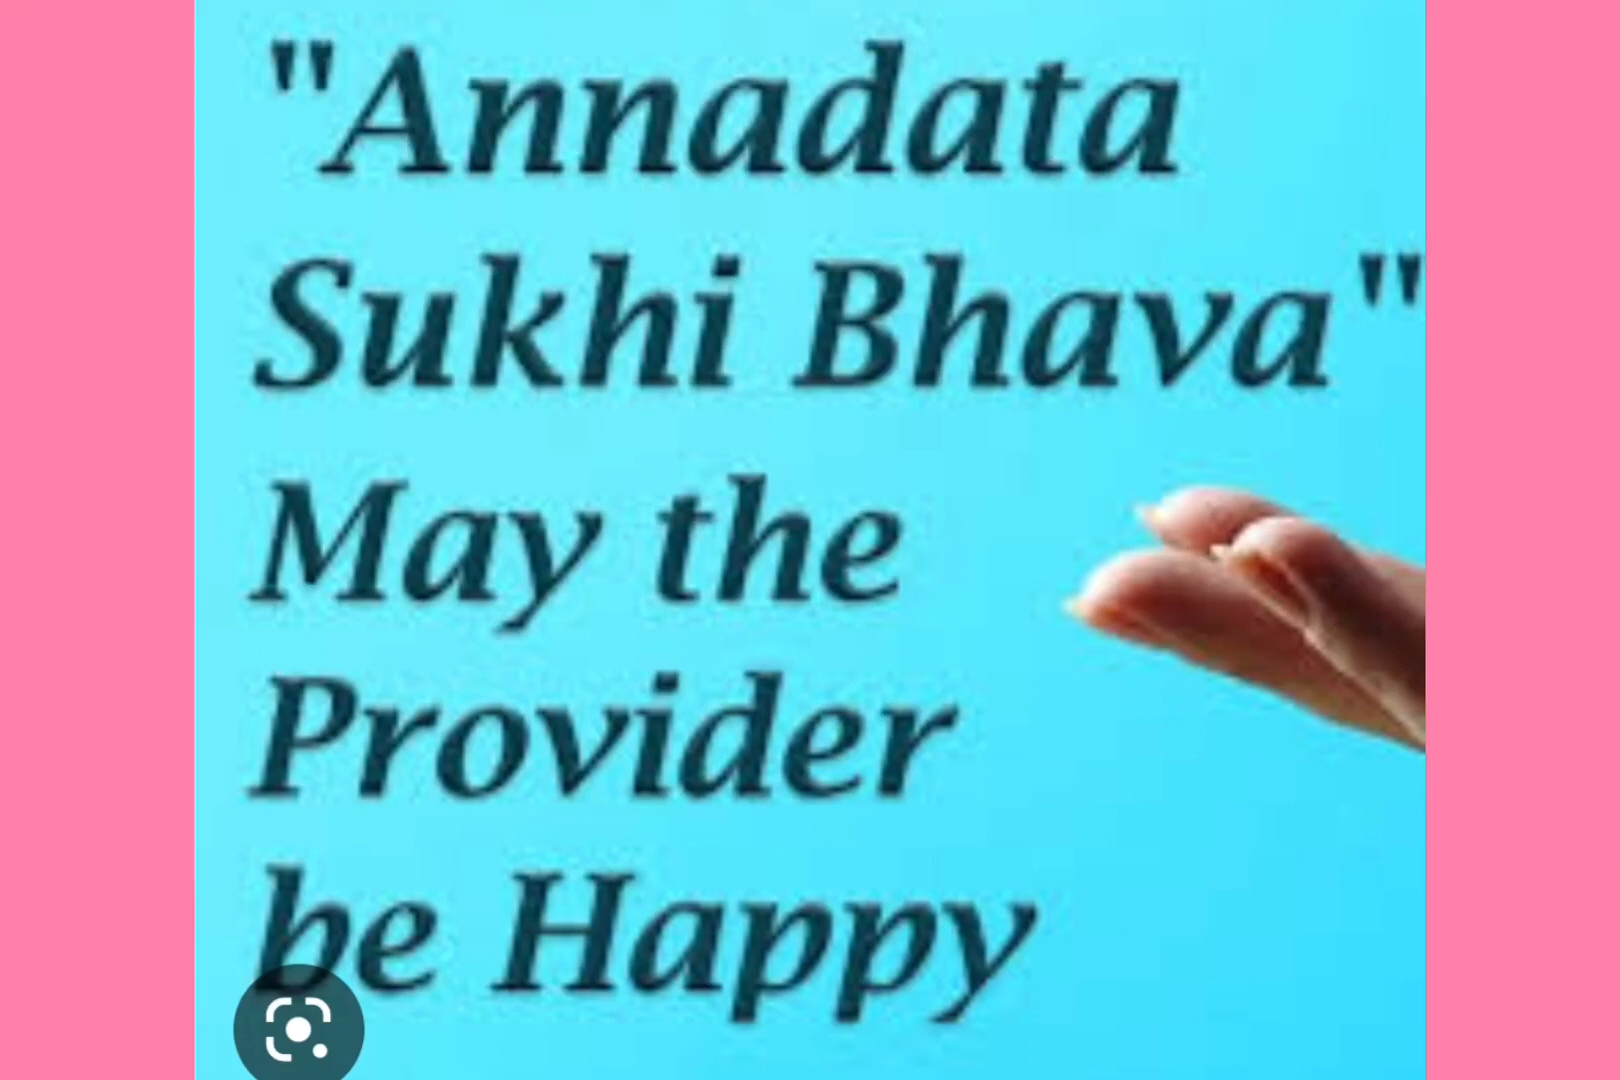 "Annadata
Sukhi Bhava"
May the
Provider
be Happy